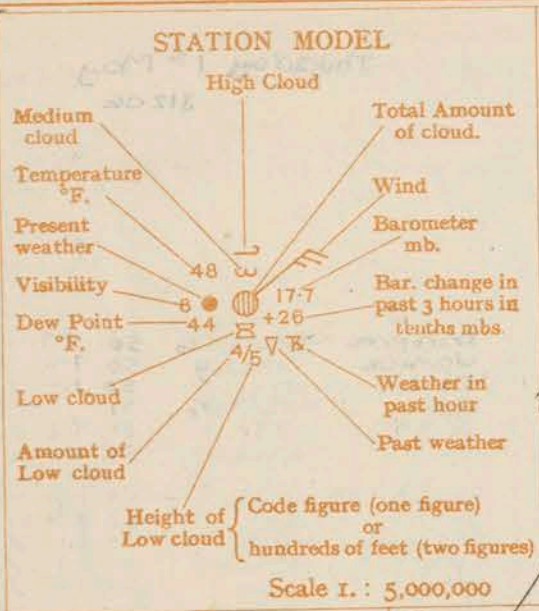 STATION MODEL
High Cloud
Medium
cloud
Total Amount
of cloud.
Temperature
°F.
Wind
Present
weather
Barometer
mb.
48
Visibility
6
17·7
Bar. change in
past 3 hours in
tenths mbs.
+26
Dew Point
°F.
44
4/5
Low cloud
Weather in
past hour
Past weather
Amount of
Low cloud
Height of
Low cloud
Code figure (one figure)
or
hundreds of feet (two figures)
Scale 1. : 5,000,000